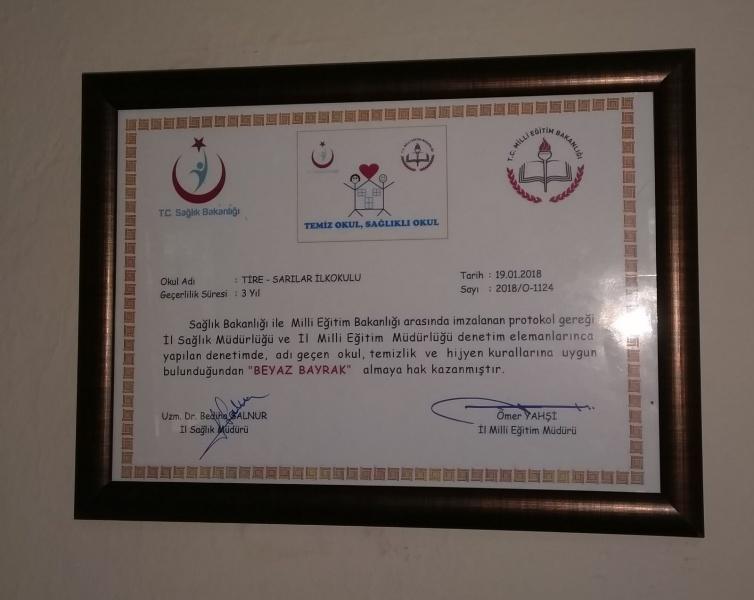 T.C. Sağlık Bakanlığı
TEMİZ OKUL, SAĞLIKLI OKUL
T.C. MİLLİ EĞİTİM BAKANLIĞI
Okul Adı : TİRE - SARILAR İLKOKULU
Geçerlilik Süresi : 3 Yıl
Tarih : 19.01.2018
Sayı : 2018/O-1124
Sağlık Bakanlığı ile Milli Eğitim Bakanlığı arasında imzalanan protokol gereği
İl Sağlık Müdürlüğü ve İl Milli Eğitim Müdürlüğü denetim elemanlarınca
yapılan denetimde, adı geçen okul, temizlik ve hijyen kurallarına uygun
bulunduğundan "BEYAZ BAYRAK" almaya hak kazanmıştır.
Uzm. Dr. Bediha SALNUR
İl Sağlık Müdürü
Ömer YAHŞİ
İl Milli Eğitim Müdürü